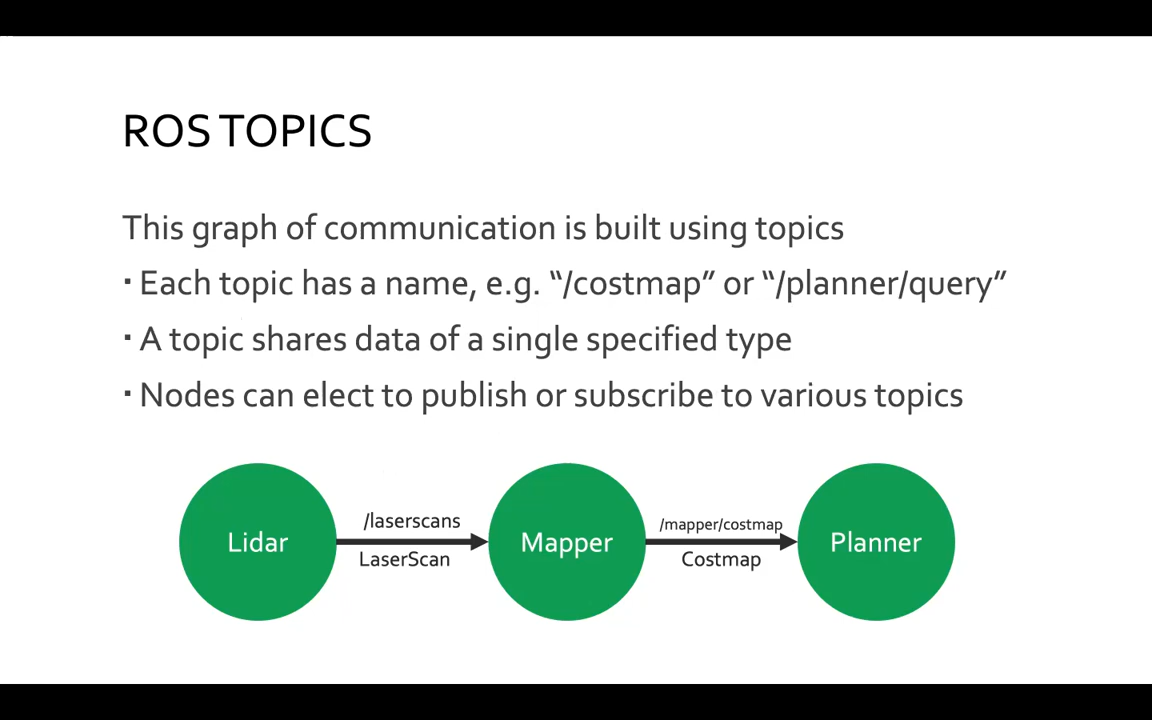 ROS TOPICS
This graph of communication is built using topics
▪ Each topic has a name, e.g. “/costmap” or “/planner/query”
▪ A topic shares data of a single specified type
▪ Nodes can elect to publish or subscribe to various topics
Lidar
/laserscans
LaserScan
Mapper
/mapper/costmap
Costmap
Planner